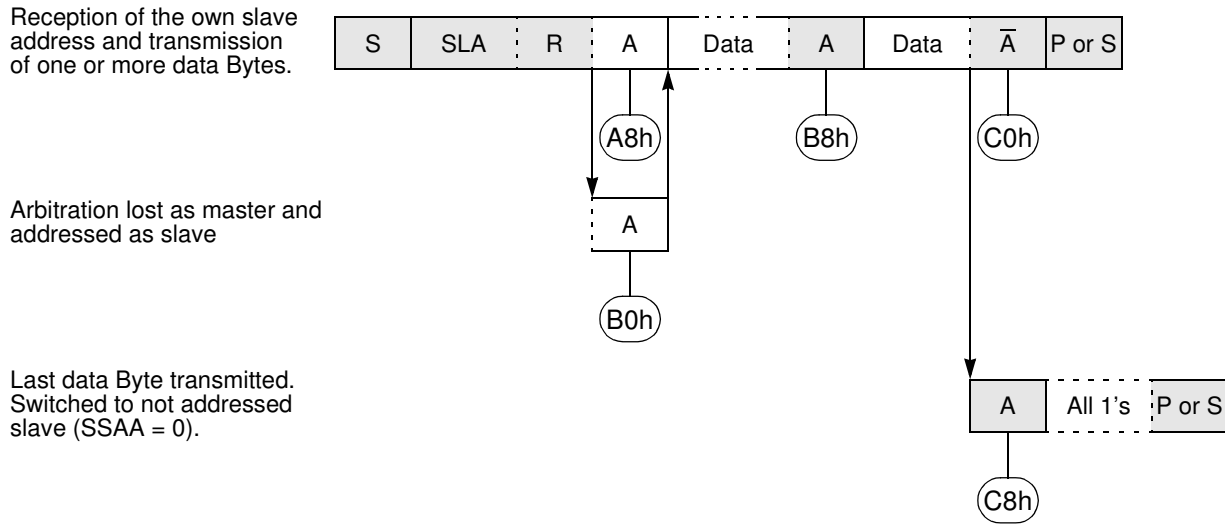 Reception of the own slave
address and transmission
of one or more data Bytes.
S SLA R A Data A Data A̅ P or S
A8h B8h C0h
Arbitration lost as master and
addressed as slave
A
B0h
Last data Byte transmitted.
Switched to not addressed
slave (SSAA = 0).
A All 1's P or S
C8h